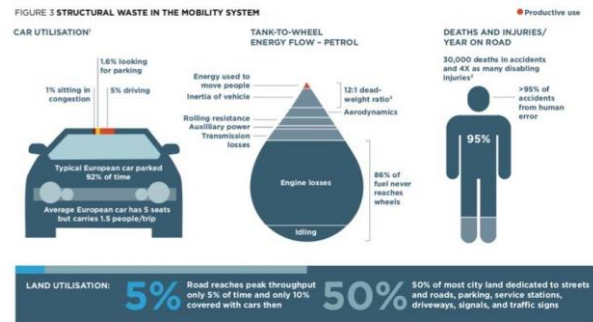 FIGURE 3 STRUCTURAL WASTE IN THE MOBILITY SYSTEM
Productive use
CAR UTILISATION¹
1.6% looking
for parking
1% sitting in
congestion
5% driving
Typical European car parked
92% of time
Average European car has 5 seats
but carries 1.5 people/trip
TANK-TO-WHEEL
ENERGY FLOW – PETROL
Energy used to
move people
Inertia of vehicle
12:1 dead-
weight ratio²
Aerodynamics
Rolling resistance
Auxilliary power
Transmission
losses
Engine losses
86% of
fuel never
reaches
wheels
Idling
DEATHS AND INJURIES/
YEAR ON ROAD
30,000 deaths in accidents
and 4X as many disabling
injuries²
>95% of
accidents
from human
error
95%
LAND UTILISATION:
5%
Road reaches peak throughput
only 5% of time and only 10%
covered with cars then
50%
50% of most city land dedicated to streets
and roads, parking, service stations,
driveways, signals, and traffic signs